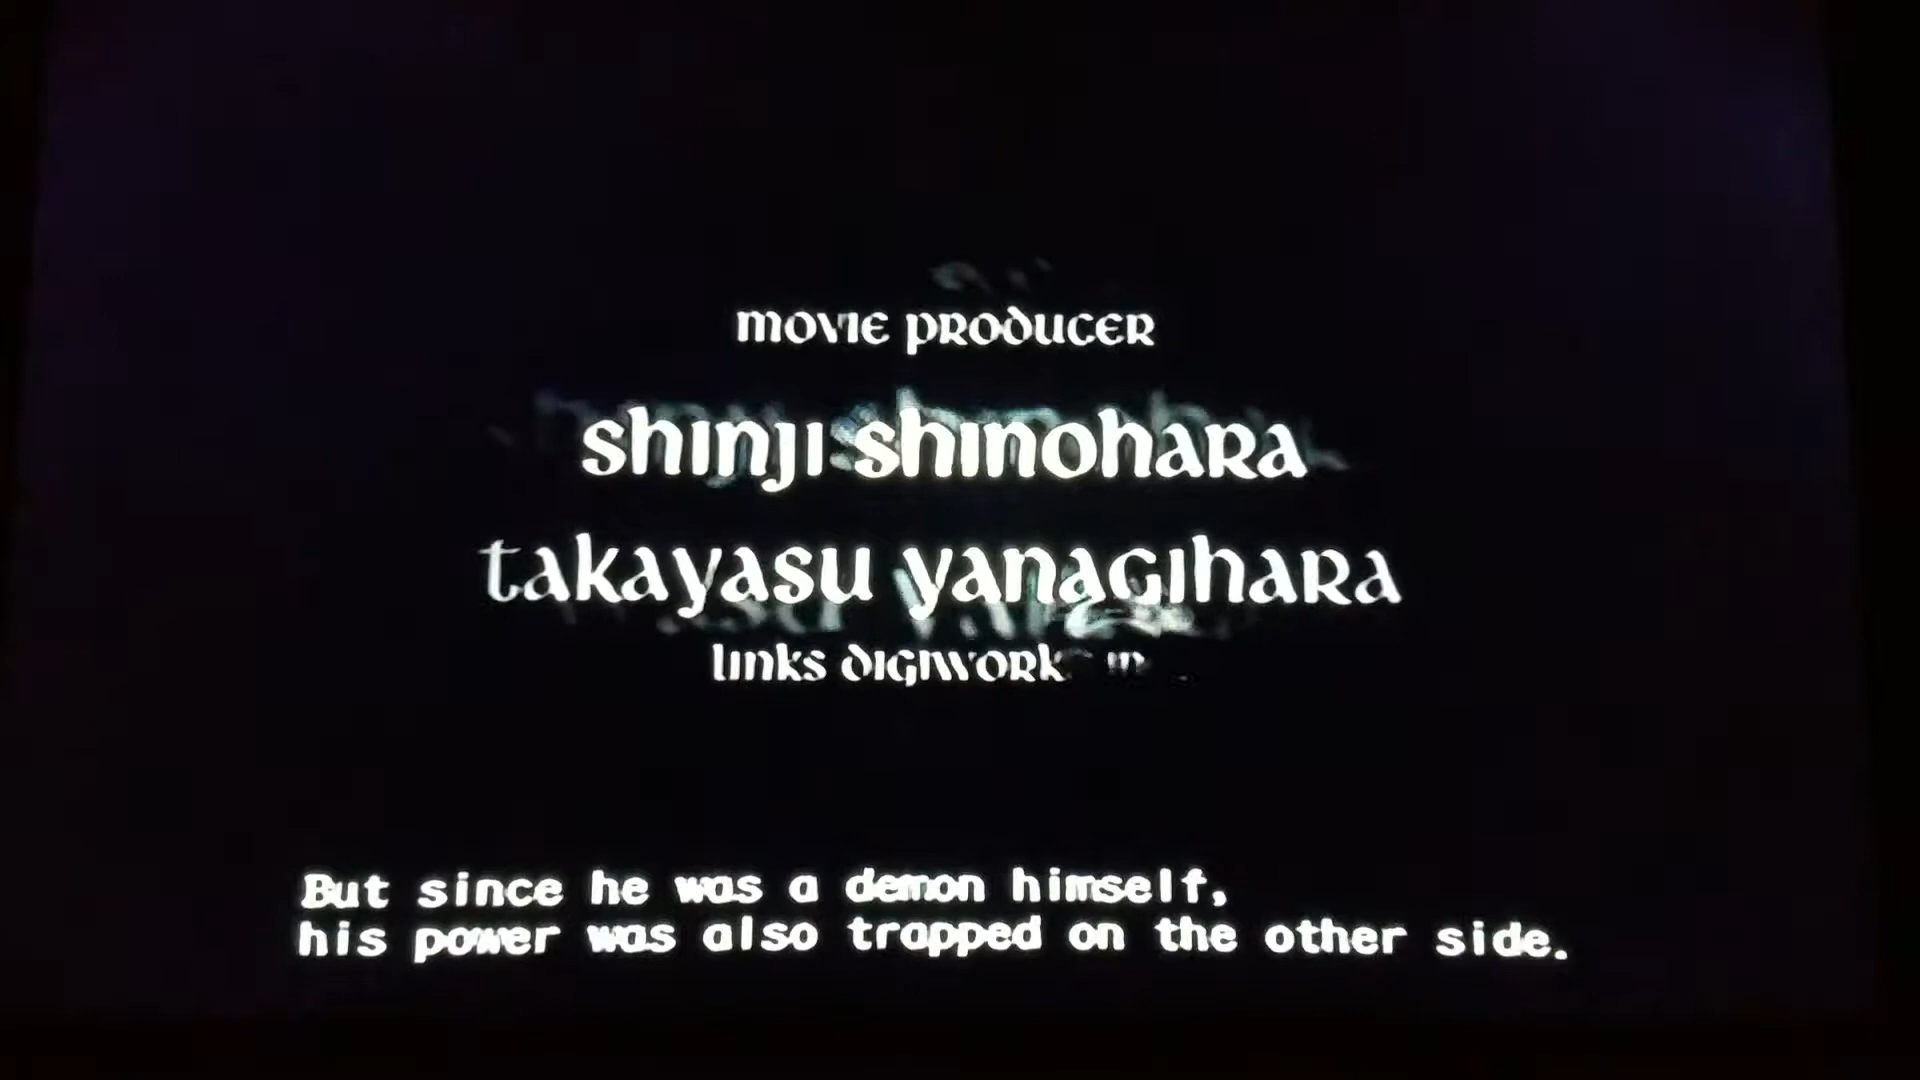 MOVIE PRODUCER
SHINJI SHINOHARA
TAKAYASU YANAGIHARA
LINKS
But since he was a demon himself,
his power was also trapped on the other side.